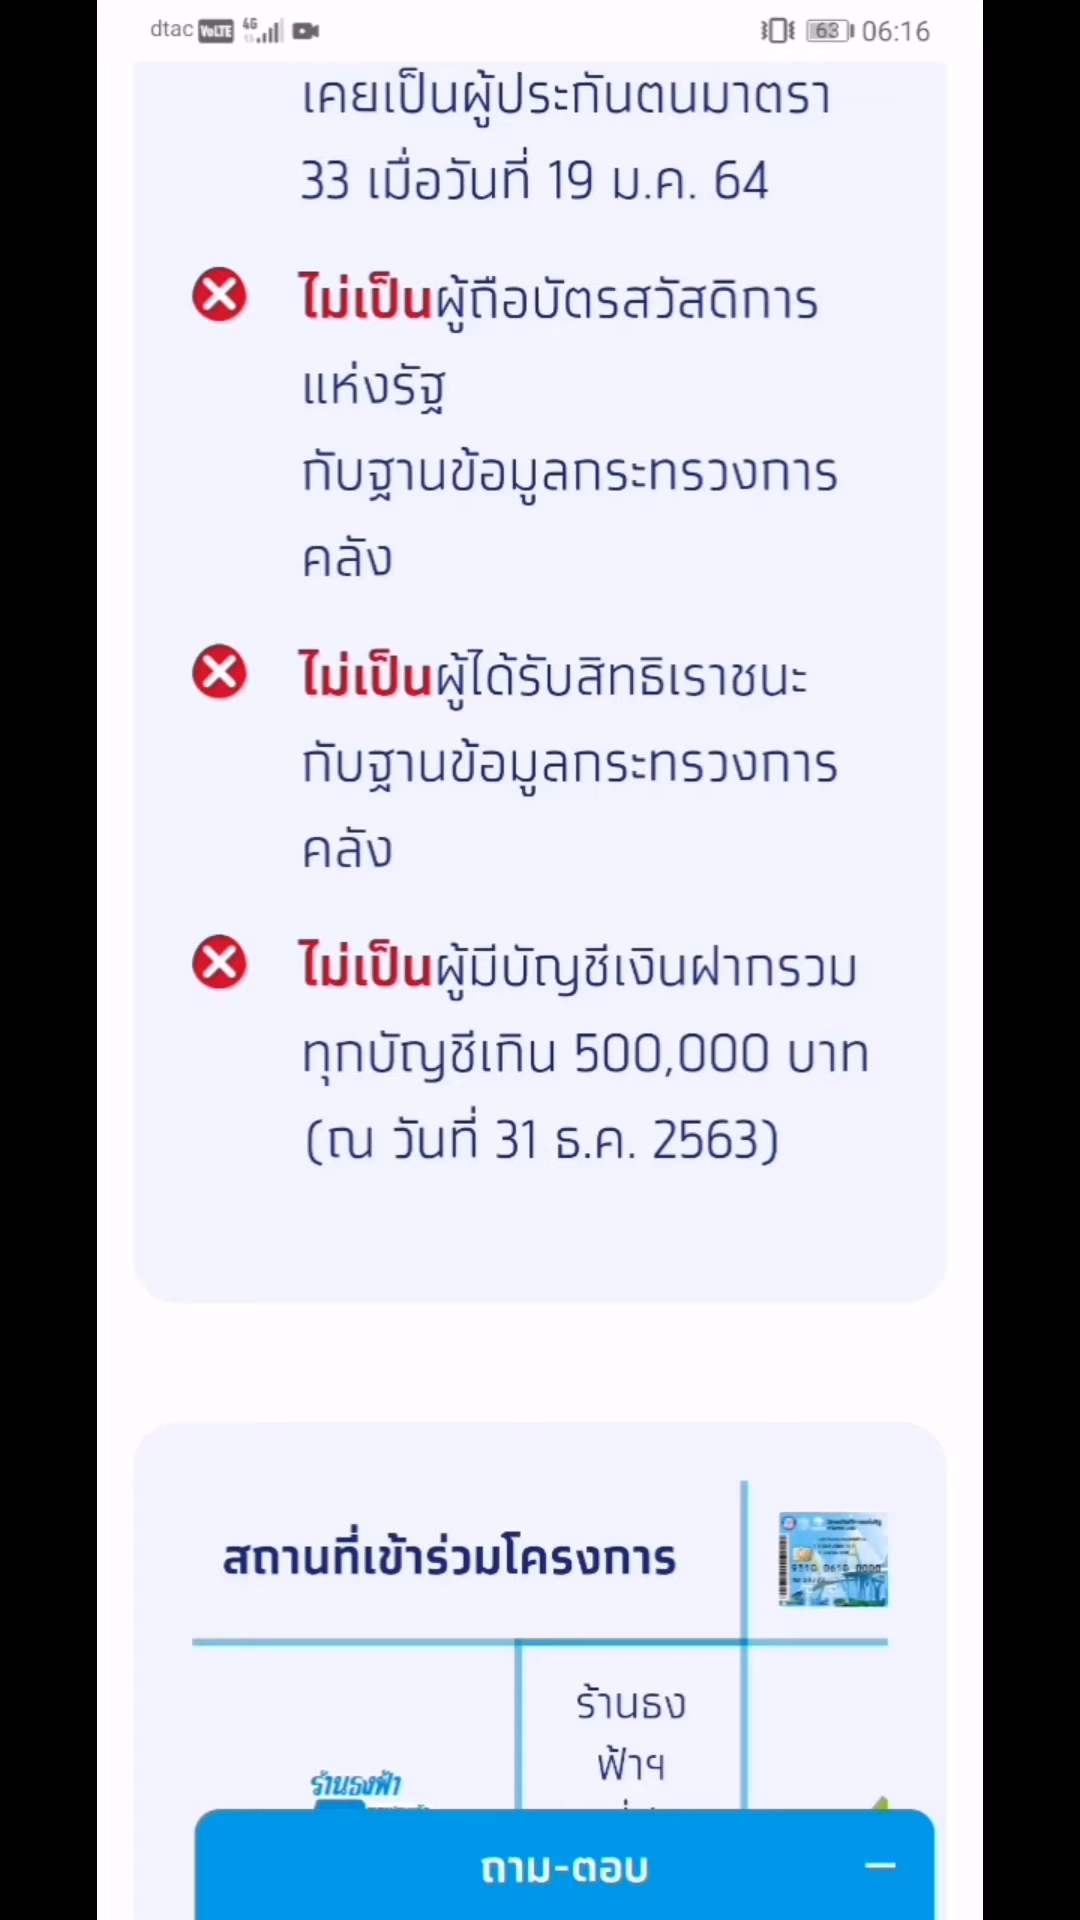 dtac VoLTE 4G 63 06:16
เคยเป็นผู้ประกันตนมาตรา
33 เมื่อวันที่ 19 ม.ค. 64
ไม่เป็นผู้ถือบัตรสวัสดิการ
แห่งรัฐ
กับฐานข้อมูลกระทรวงการ
คลัง
ไม่เป็นผู้ได้รับสิทธิเราชนะ
กับฐานข้อมูลกระทรวงการ
คลัง
ไม่เป็นผู้มีบัญชีเงินฝากรวม
ทุกบัญชีเกิน 500,000 บาท
(ณ วันที่ 31 ธ.ค. 2563)
สถานที่เข้าร่วมโครงการ
ร้านธง
ฟ้าฯ
ร้านธงฟ้า
ถาม-ตอบ